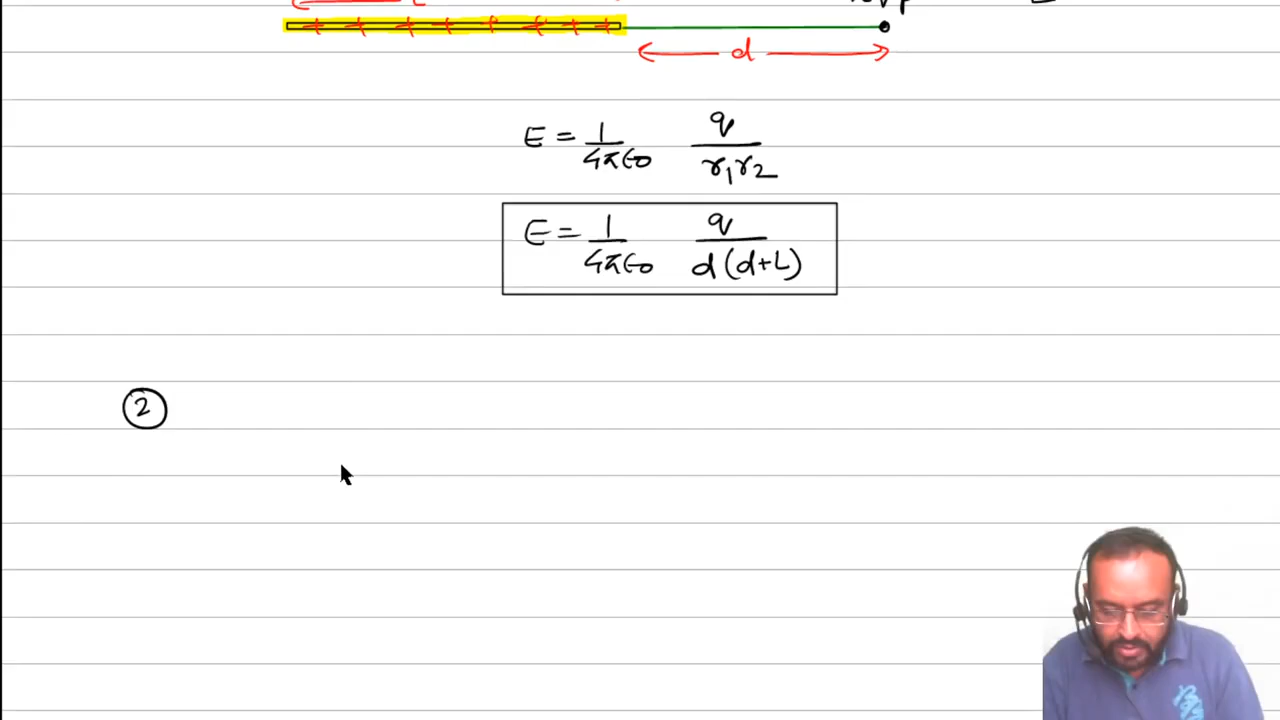 d
E = 1/4πε0 q/r1r2
E = 1/4πε0 q/d(d+L)
2